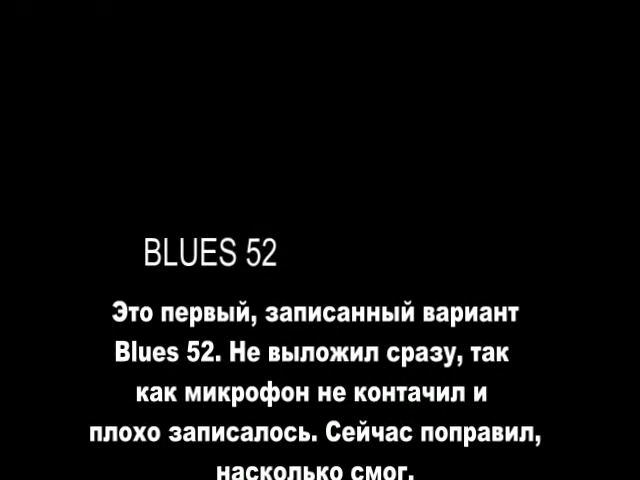 BLUES 52
Это первый, записанный вариант
Blues 52. Не выложил сразу, так
как микрофон не контачил и
плохо записалось. Сейчас поправил,
насколько смог.